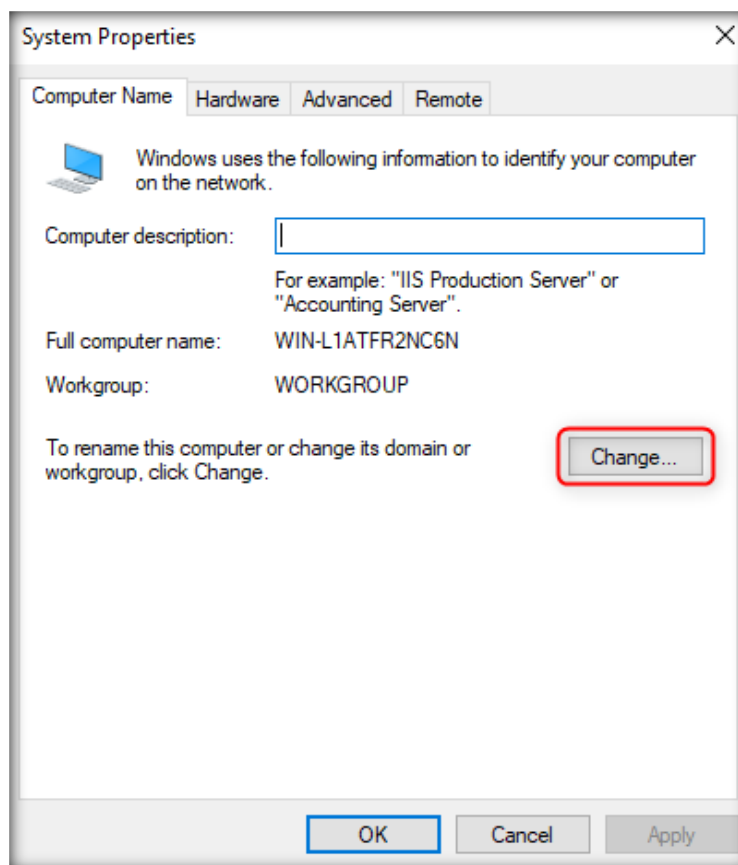 System Properties
Computer Name Hardware Advanced Remote
Windows uses the following information to identify your computer
on the network.
Computer description:
For example: "IIS Production Server" or
"Accounting Server".
Full computer name: WIN-L1ATFR2NC6N
Workgroup: WORKGROUP
To rename this computer or change its domain or
workgroup, click Change.
Change...
OK Cancel Apply